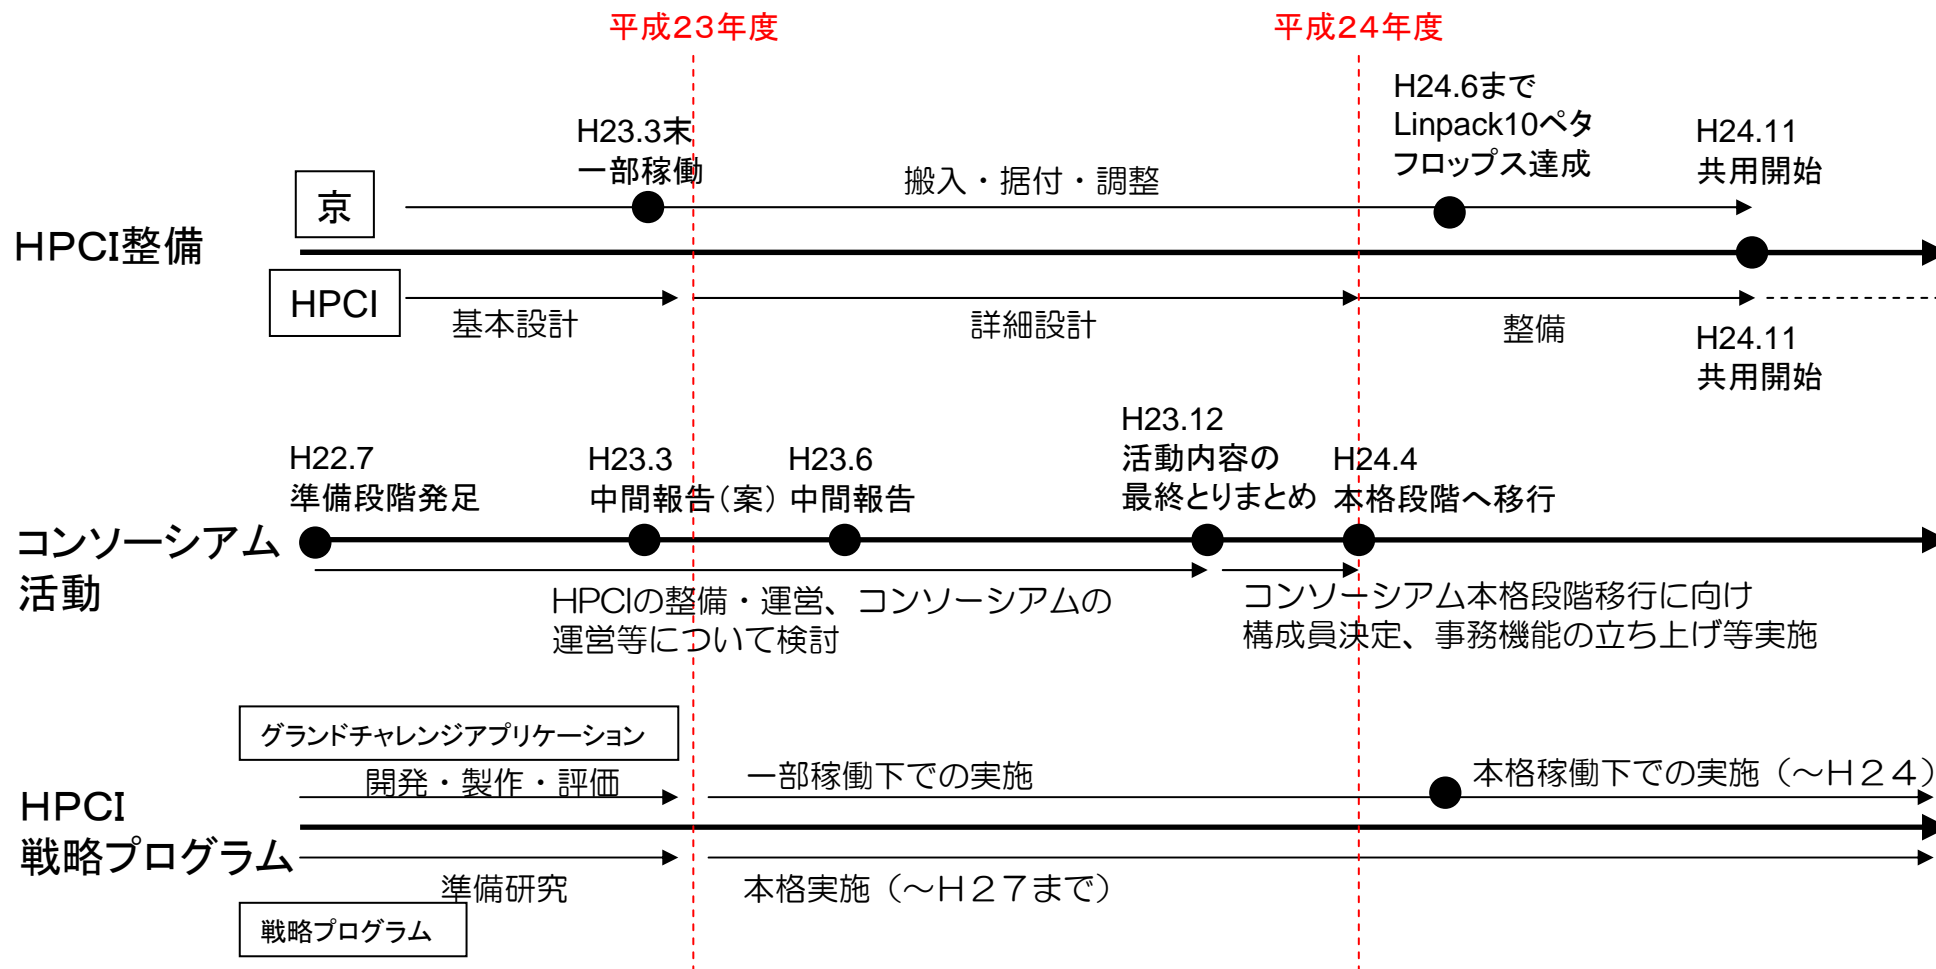 平成23年度
平成24年度
H24.6まで
Linpack10ペタ
フロップス達成
H23.3末
一部稼働
H24.11
共用開始
搬入・据付・調整
京
HPCI整備
HPCI
基本設計
詳細設計
整備
H24.11
共用開始
H23.12
活動内容の
最終とりまとめ
H22.7
準備段階発足
H23.3
中間報告(案)
H23.6
中間報告
H24.4
本格段階へ移行
コンソーシアム
活動
HPCIの整備・運営、コンソーシアムの
運営等について検討
コンソーシアム本格段階移行に向け
構成員決定、事務機能の立ち上げ等実施
グランドチャレンジアプリケーション
開発・製作・評価
一部稼働下での実施
本格稼働下での実施（～H24）
HPCI
戦略プログラム
準備研究
本格実施（～H27まで）
戦略プログラム